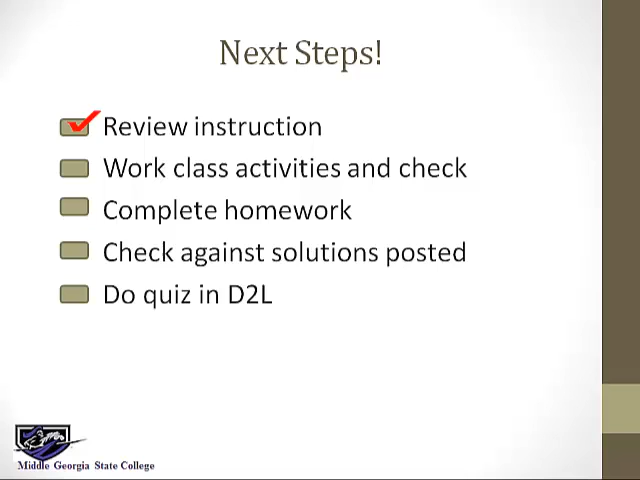 Next Steps!
Review instruction
Work class activities and check
Complete homework
Check against solutions posted
Do quiz in D2L
Middle Georgia State College